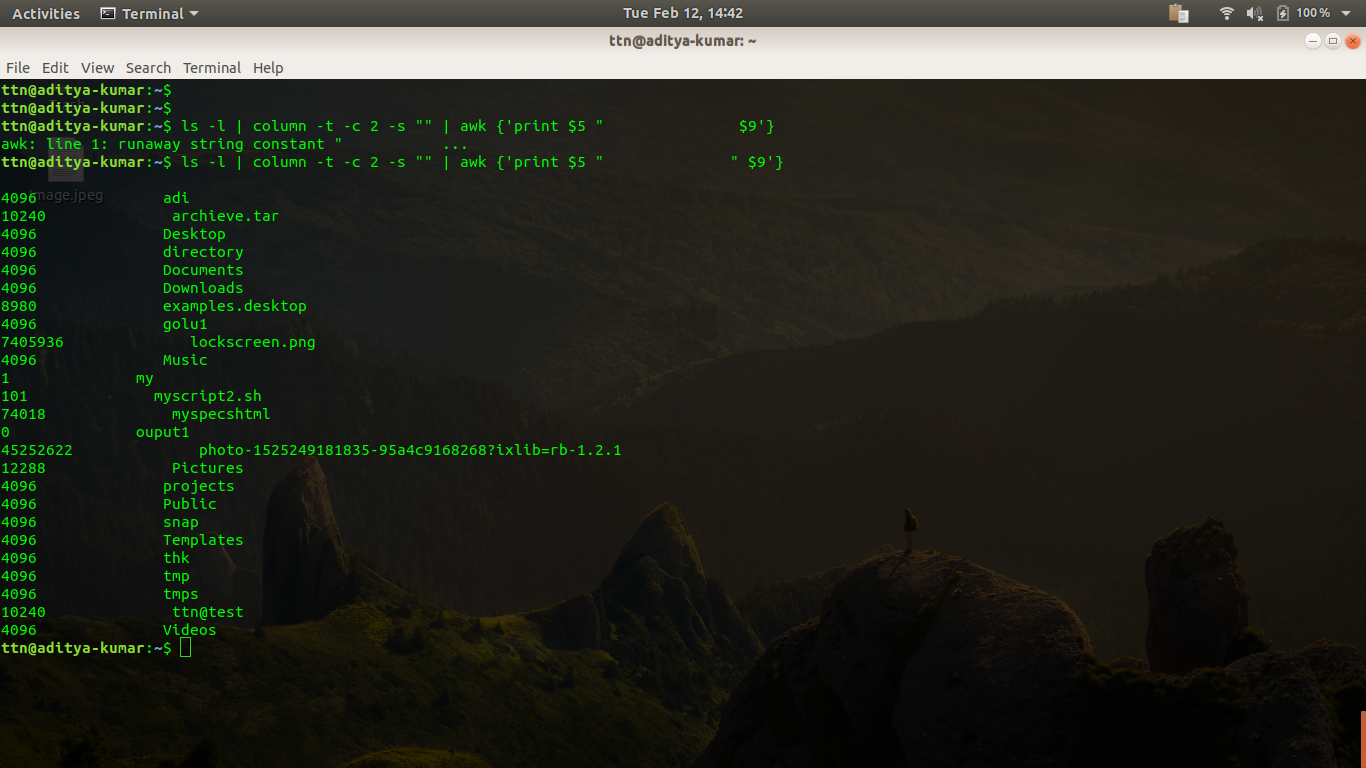 Activities Terminal Tue Feb 12, 14:42 100 %
ttn@aditya-kumar: ~
File Edit View Search Terminal Help
ttn@aditya-kumar:~$
ttn@aditya-kumar:~$
ttn@aditya-kumar:~$ ls -l | column -t -c 2 -s "" | awk {'print $5 "               $9'}
awk: line 1: runaway string constant "           ...
ttn@aditya-kumar:~$ ls -l | column -t -c 2 -s "" | awk {'print $5 "              " $9'}
image.jpeg
4096              adi
10240              archieve.tar
4096              Desktop
4096              directory
4096              Documents
4096              Downloads
8980              examples.desktop
4096              golu1
7405936              lockscreen.png
4096              Music
1              my
101              myscript2.sh
74018              myspecshtml
0              ouput1
45252622              photo-1525249181835-95a4c9168268?ixlib=rb-1.2.1
12288              Pictures
4096              projects
4096              Public
4096              snap
4096              Templates
4096              thk
4096              tmp
4096              tmps
10240              ttn@test
4096              Videos
ttn@aditya-kumar:~$